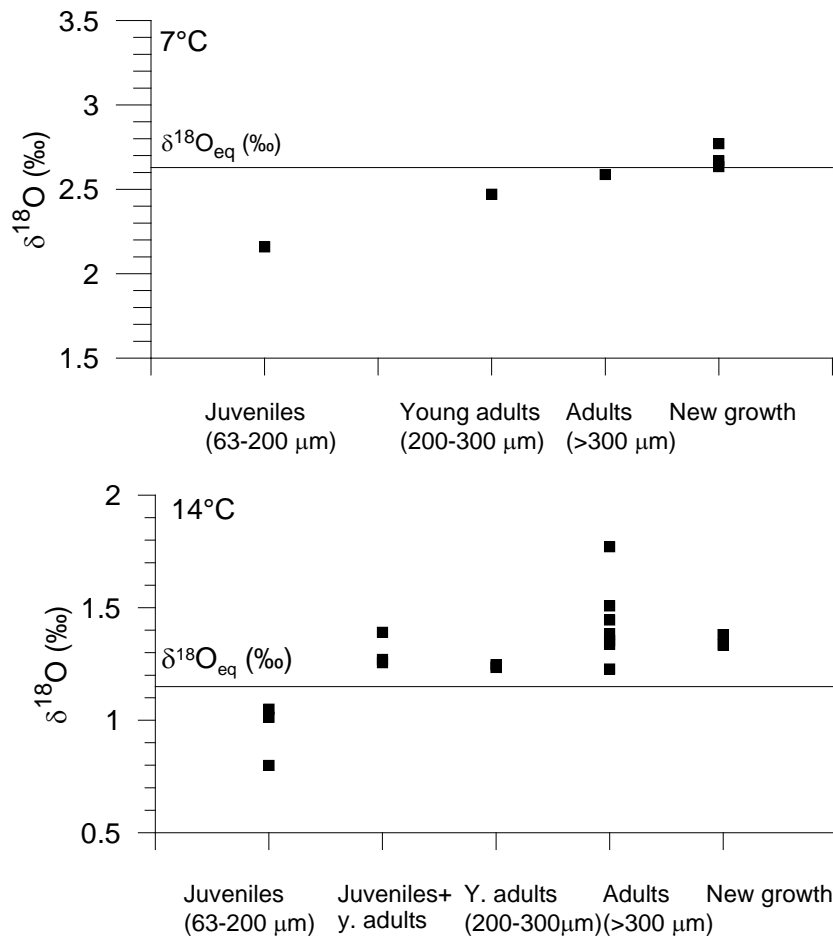 3.5
7°C
3
δ18Oeq (‰)
2.5
δ18O (‰)
2
1.5
Juveniles Young adults Adults New growth
(63-200 μm) (200-300 μm) (>300 μm)
2
14°C
1.5
δ18Oeq (‰)
δ18O (‰)
1
0.5
Juveniles Juveniles+ Y. adults Adults New growth
(63-200 μm) y. adults (200-300μm)(>300 μm)